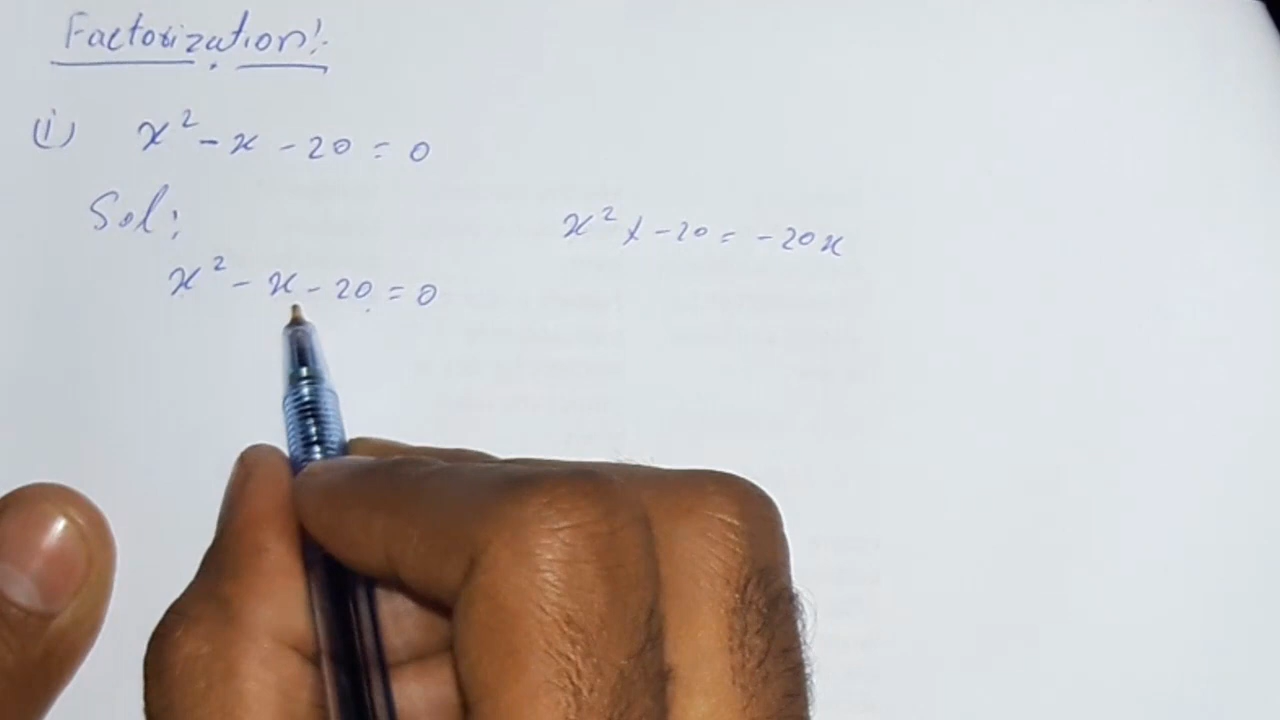 Factorization:-
(i) x² - x - 20 = 0
Sol;
x² × -20 = -20x
x² - x - 20 = 0